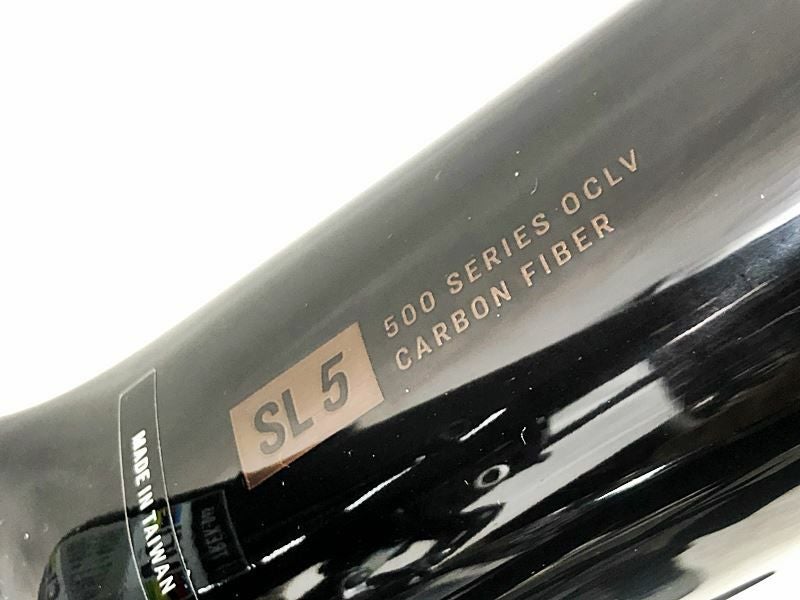 500 SERIES OCLV
CARBON FIBER
SL 5
MADE IN TAIWAN